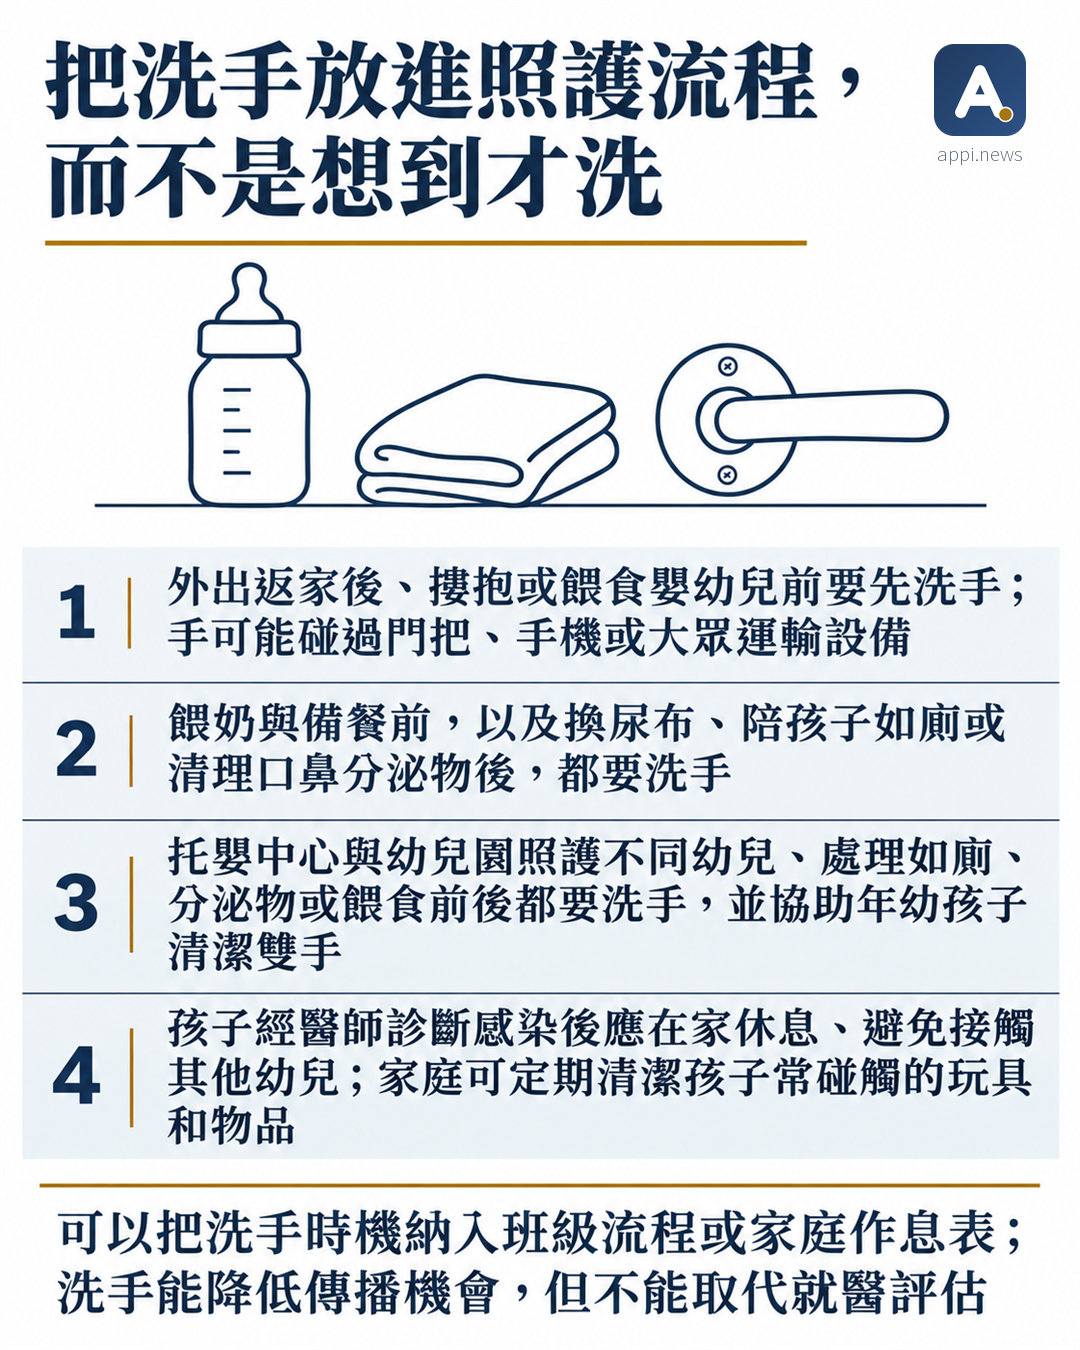 把洗手放進照護流程，
而不是想到才洗
A
appi.news
1
外出返家後、摟抱或餵食嬰幼兒前要先洗手；
手可能碰過門把、手機或大眾運輸設備
2
餵奶與備餐前，以及換尿布、陪孩子如廁或
清理口鼻分泌物後，都要洗手
3
托嬰中心與幼兒園照護不同幼兒、處理如廁、
分泌物或餵食前後都要洗手，並協助年幼孩子
清潔雙手
4
孩子經醫師診斷感染後應在家休息、避免接觸
其他幼兒；家庭可定期清潔孩子常碰觸的玩具
和物品
可以把洗手時機納入班級流程或家庭作息表；
洗手能降低傳播機會，但不能取代就醫評估